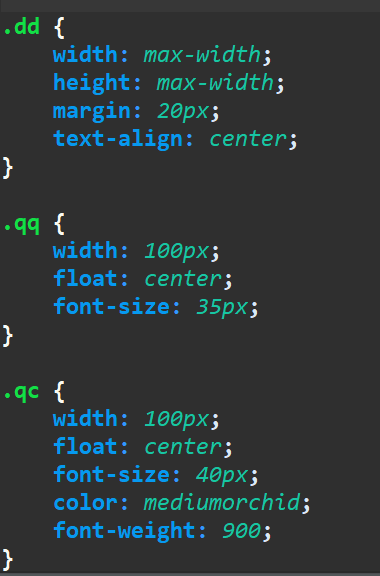 .dd {
    width: max-width;
    height: max-width;
    margin: 20px;
    text-align: center;
}

.qq {
    width: 100px;
    float: center;
    font-size: 35px;
}

.qc {
    width: 100px;
    float: center;
    font-size: 40px;
    color: mediumorchid;
    font-weight: 900;
}